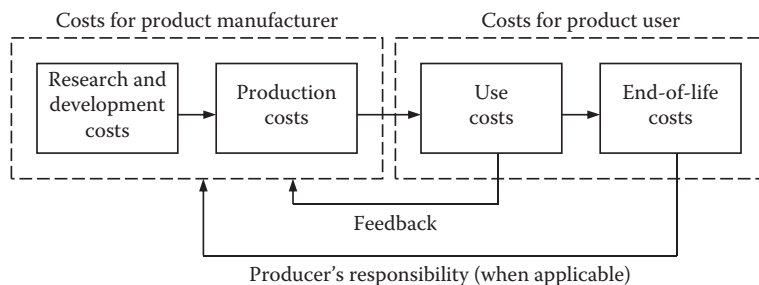 Costs for product manufacturer
Costs for product user
Research and
development
costs
Production
costs
Use
costs
End-of-life
costs
Feedback
Producer’s responsibility (when applicable)